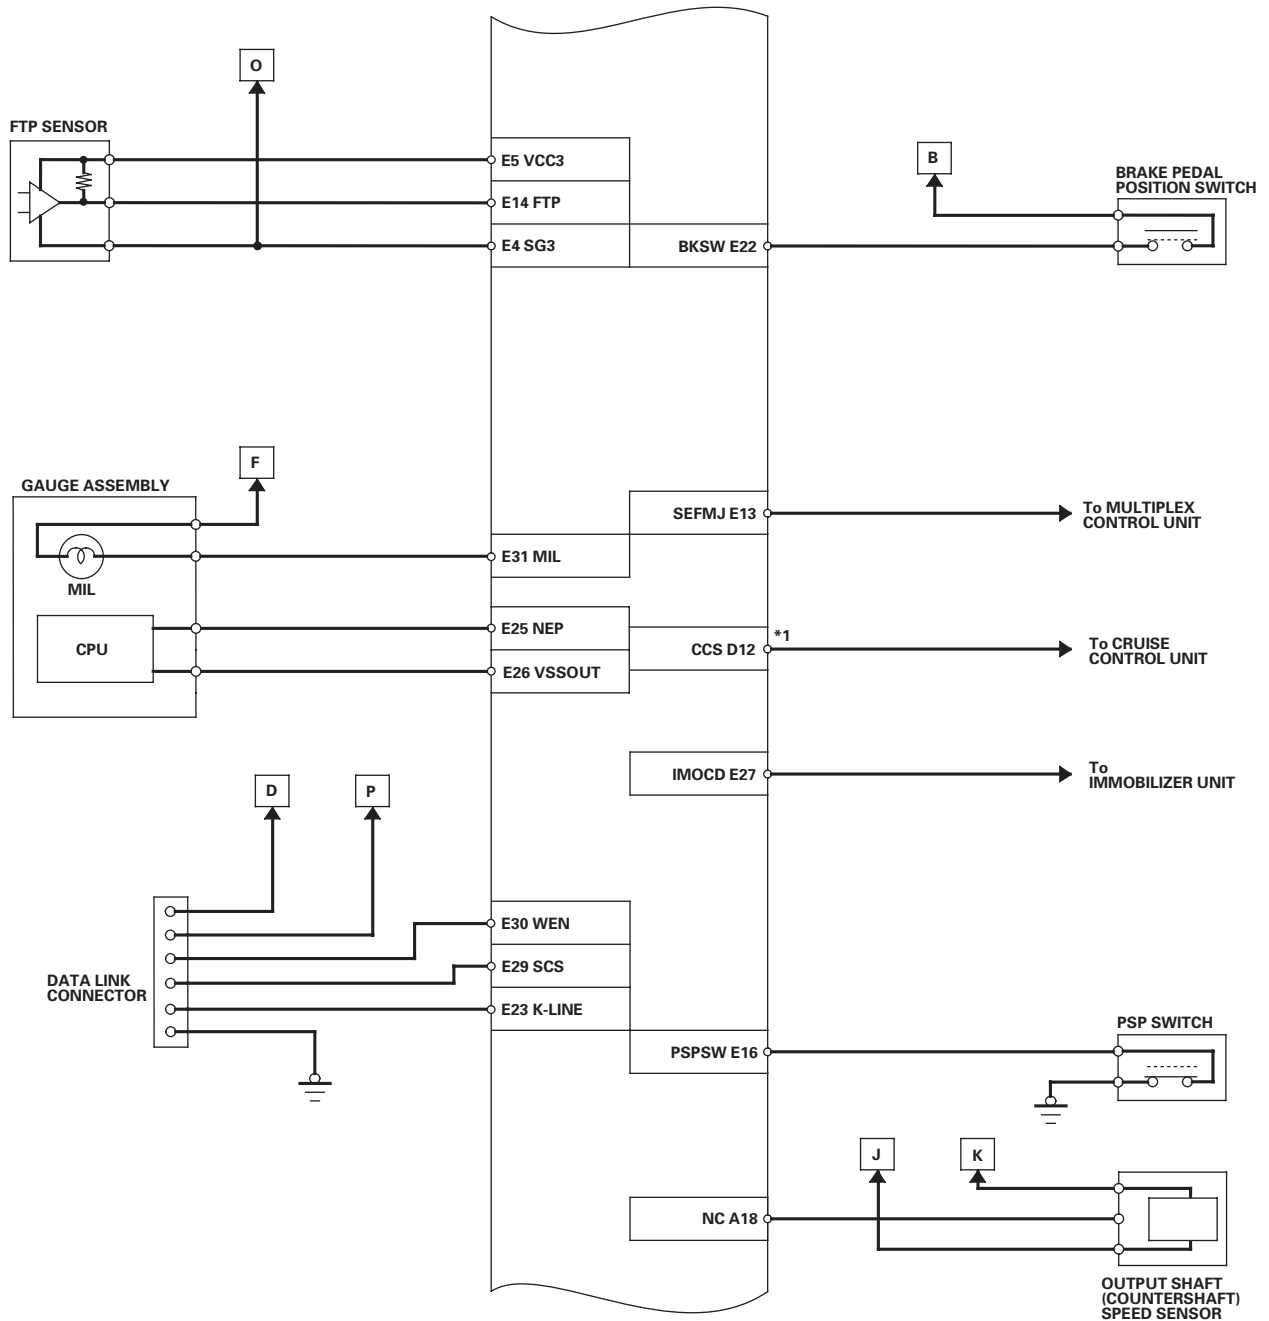 O
FTP SENSOR
E5 VCC3
E14 FTP
E4 SG3
BKSW E22
B
BRAKE PEDAL
POSITION SWITCH
F
GAUGE ASSEMBLY
MIL
CPU
E31 MIL
E25 NEP
E26 VSSOUT
SEFMJ E13
To MULTIPLEX
CONTROL UNIT
CCS D12
*1
To CRUISE
CONTROL UNIT
IMOCD E27
To
IMMOBILIZER UNIT
D
P
DATA LINK
CONNECTOR
E30 WEN
E29 SCS
E23 K-LINE
PSPSW E16
PSP SWITCH
J
K
NC A18
OUTPUT SHAFT
(COUNTERSHAFT)
SPEED SENSOR